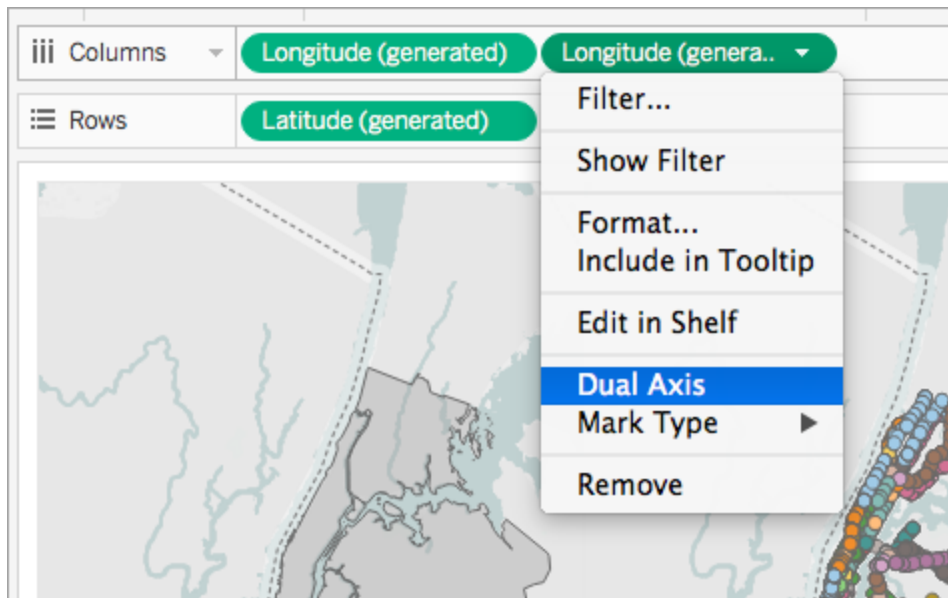 Columns
Longitude (generated)
Longitude (genera..
Rows
Latitude (generated)
Filter...
Show Filter
Format...
Include in Tooltip
Edit in Shelf
Dual Axis
Mark Type
Remove